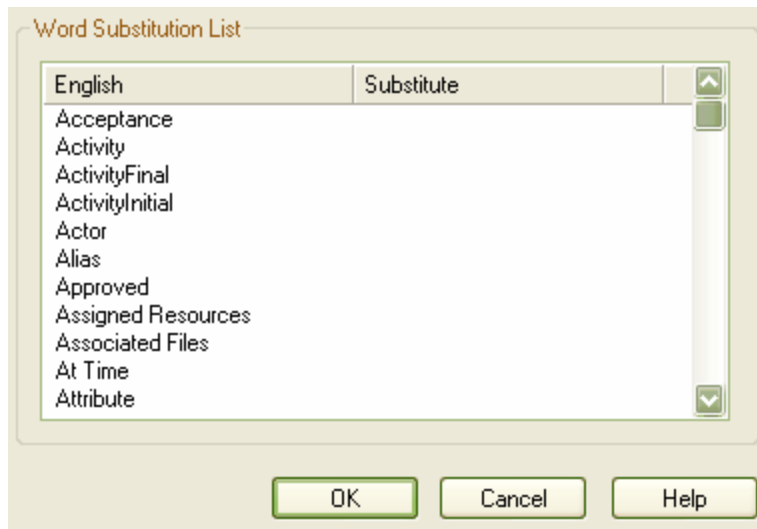 Word Substitution List
English Substitute
Acceptance
Activity
ActivityFinal
ActivityInitial
Actor
Alias
Approved
Assigned Resources
Associated Files
At Time
Attribute
OK Cancel Help